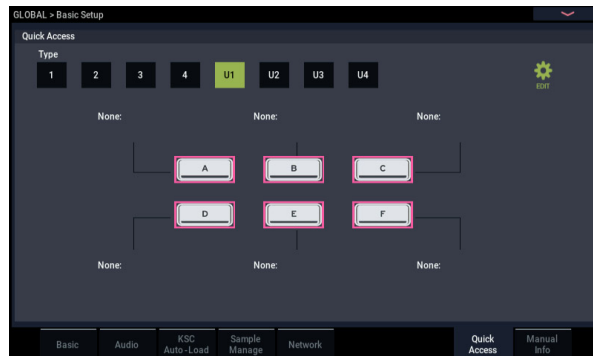 GLOBAL > Basic Setup
Quick Access
Type
1 2 3 4 U1 U2 U3 U4
EDIT
None: None: None:
A B C
D E F
None: None: None:
Basic Audio KSC Auto-Load Sample Manage Network Quick Access Manual Info